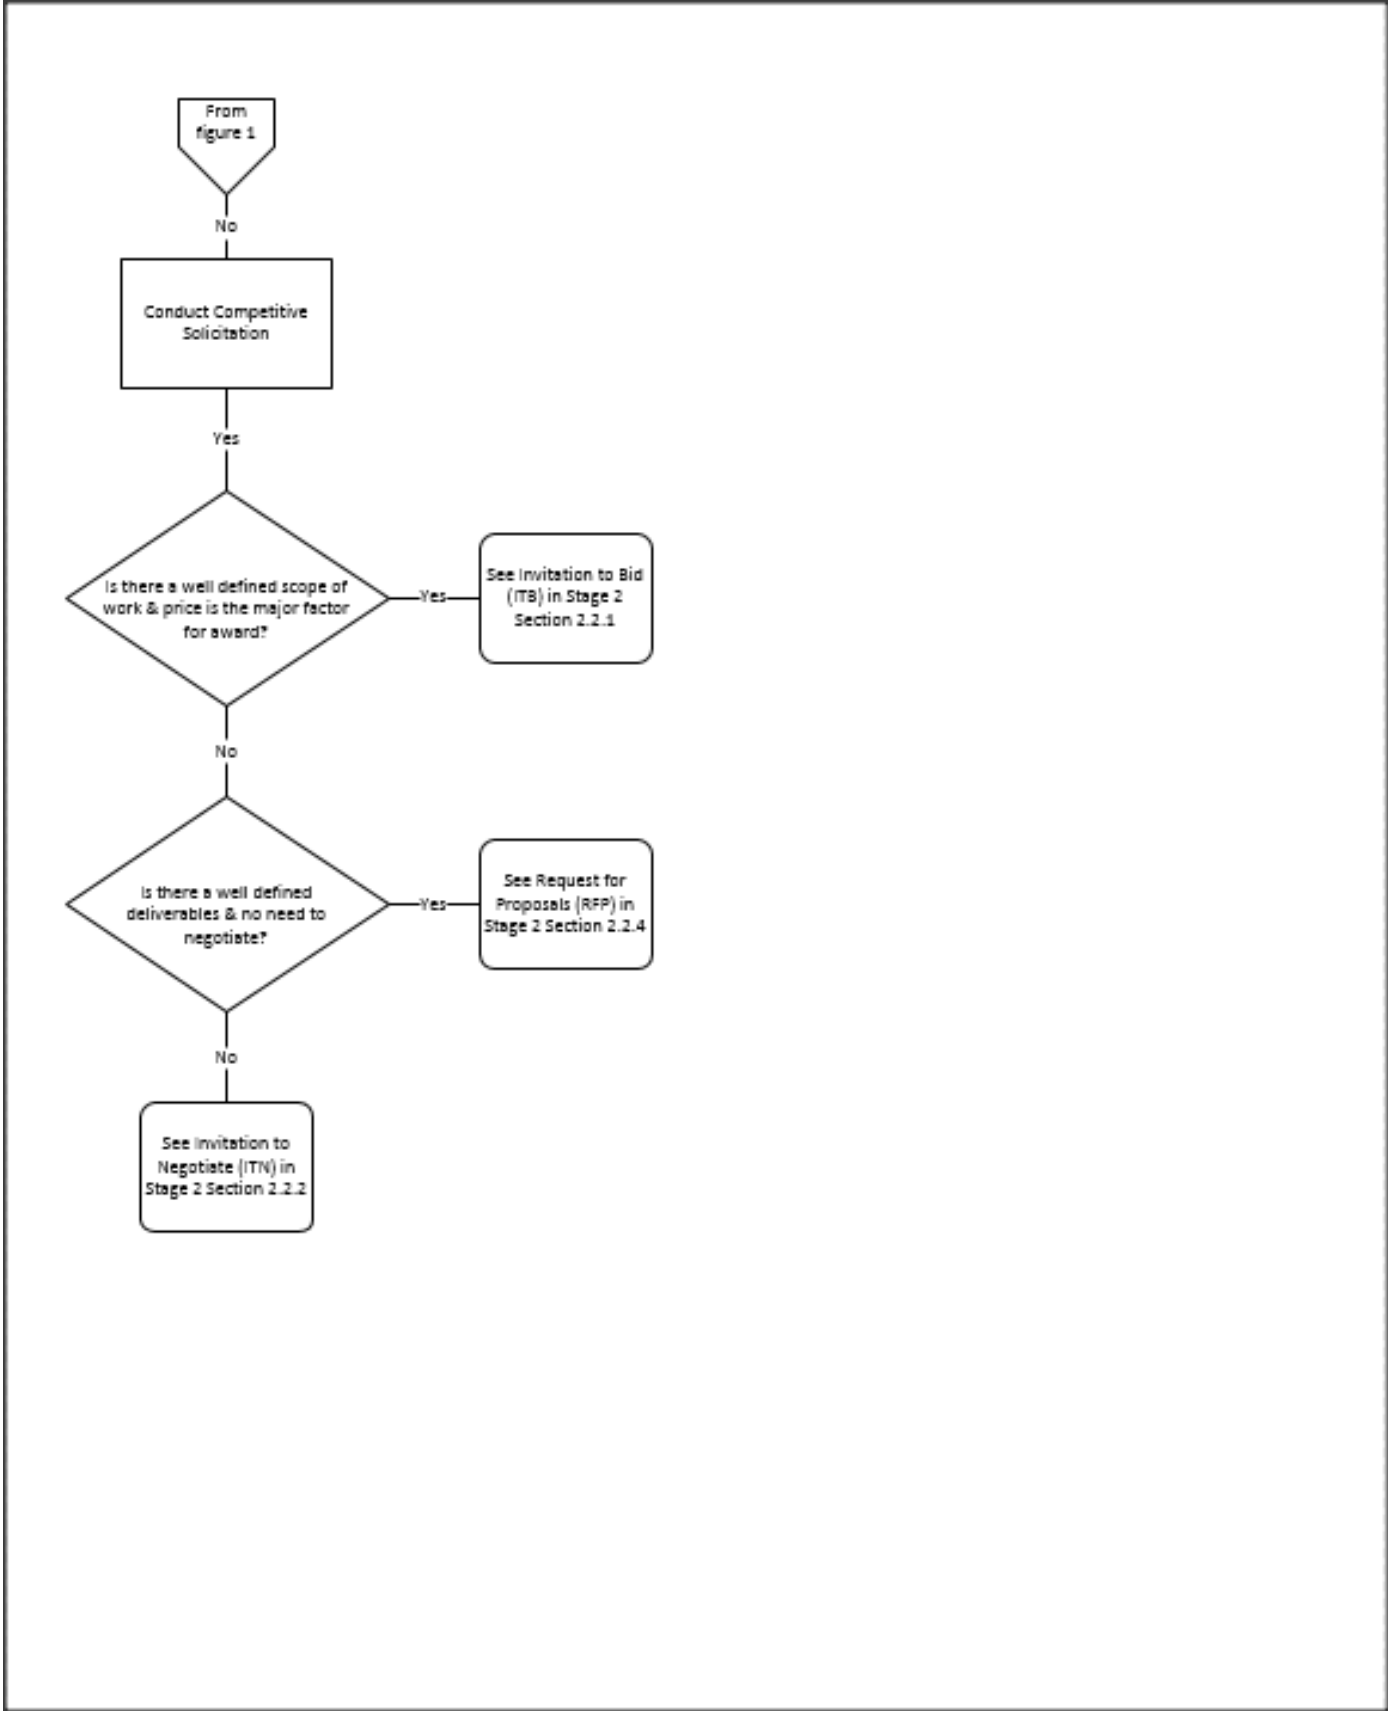 From
figure 1
No
Conduct Competitive
Solicitation
Yes
Is there a well defined scope of
work & price is the major factor
for award?
Yes
See Invitation to Bid
(ITB) in Stage 2
Section 2.2.1
No
Is there a well defined
deliverables & no need to
negotiate?
Yes
See Request for
Proposals (RFP) in
Stage 2 Section 2.2.4
No
See Invitation to
Negotiate (ITN) in
Stage 2 Section 2.2.2